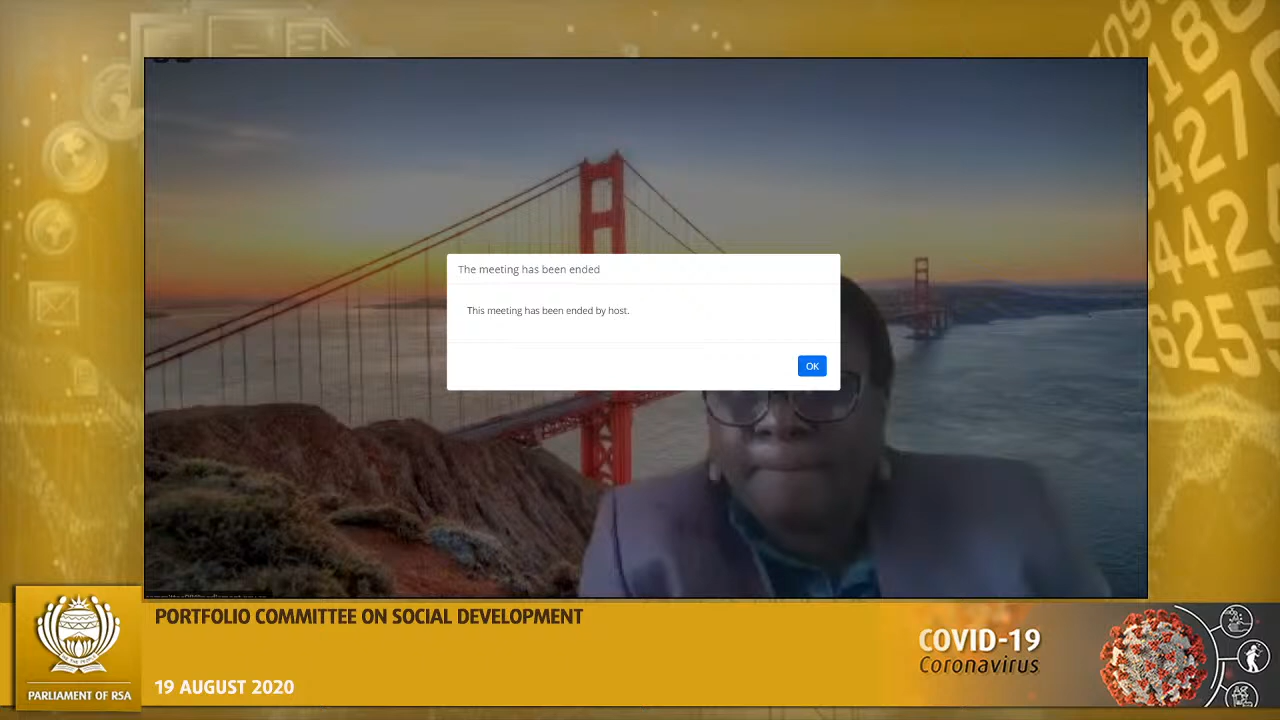 The meeting has been ended
This meeting has been ended by host.
OK
PORTFOLIO COMMITTEE ON SOCIAL DEVELOPMENT
19 AUGUST 2020
PARLIAMENT OF RSA
COVID-19
Coronavirus